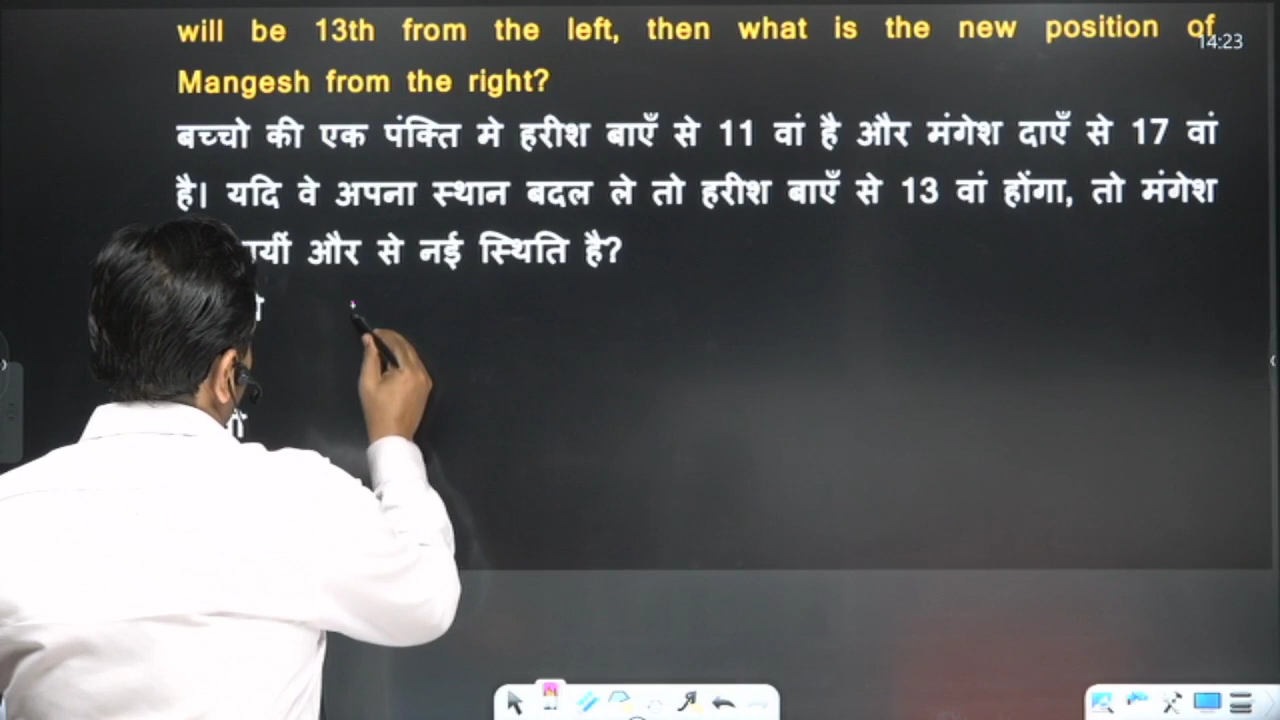 will be 13th from the left, then what is the new position of
14:23
Mangesh from the right?
बच्चो की एक पंक्ति मे हरीश बाएँ से 11 वां है और मंगेश दाएँ से 17 वां
है। यदि वे अपना स्थान बदल ले तो हरीश बाएँ से 13 वां होंगा, तो मंगेश
और से नई स्थिति है?